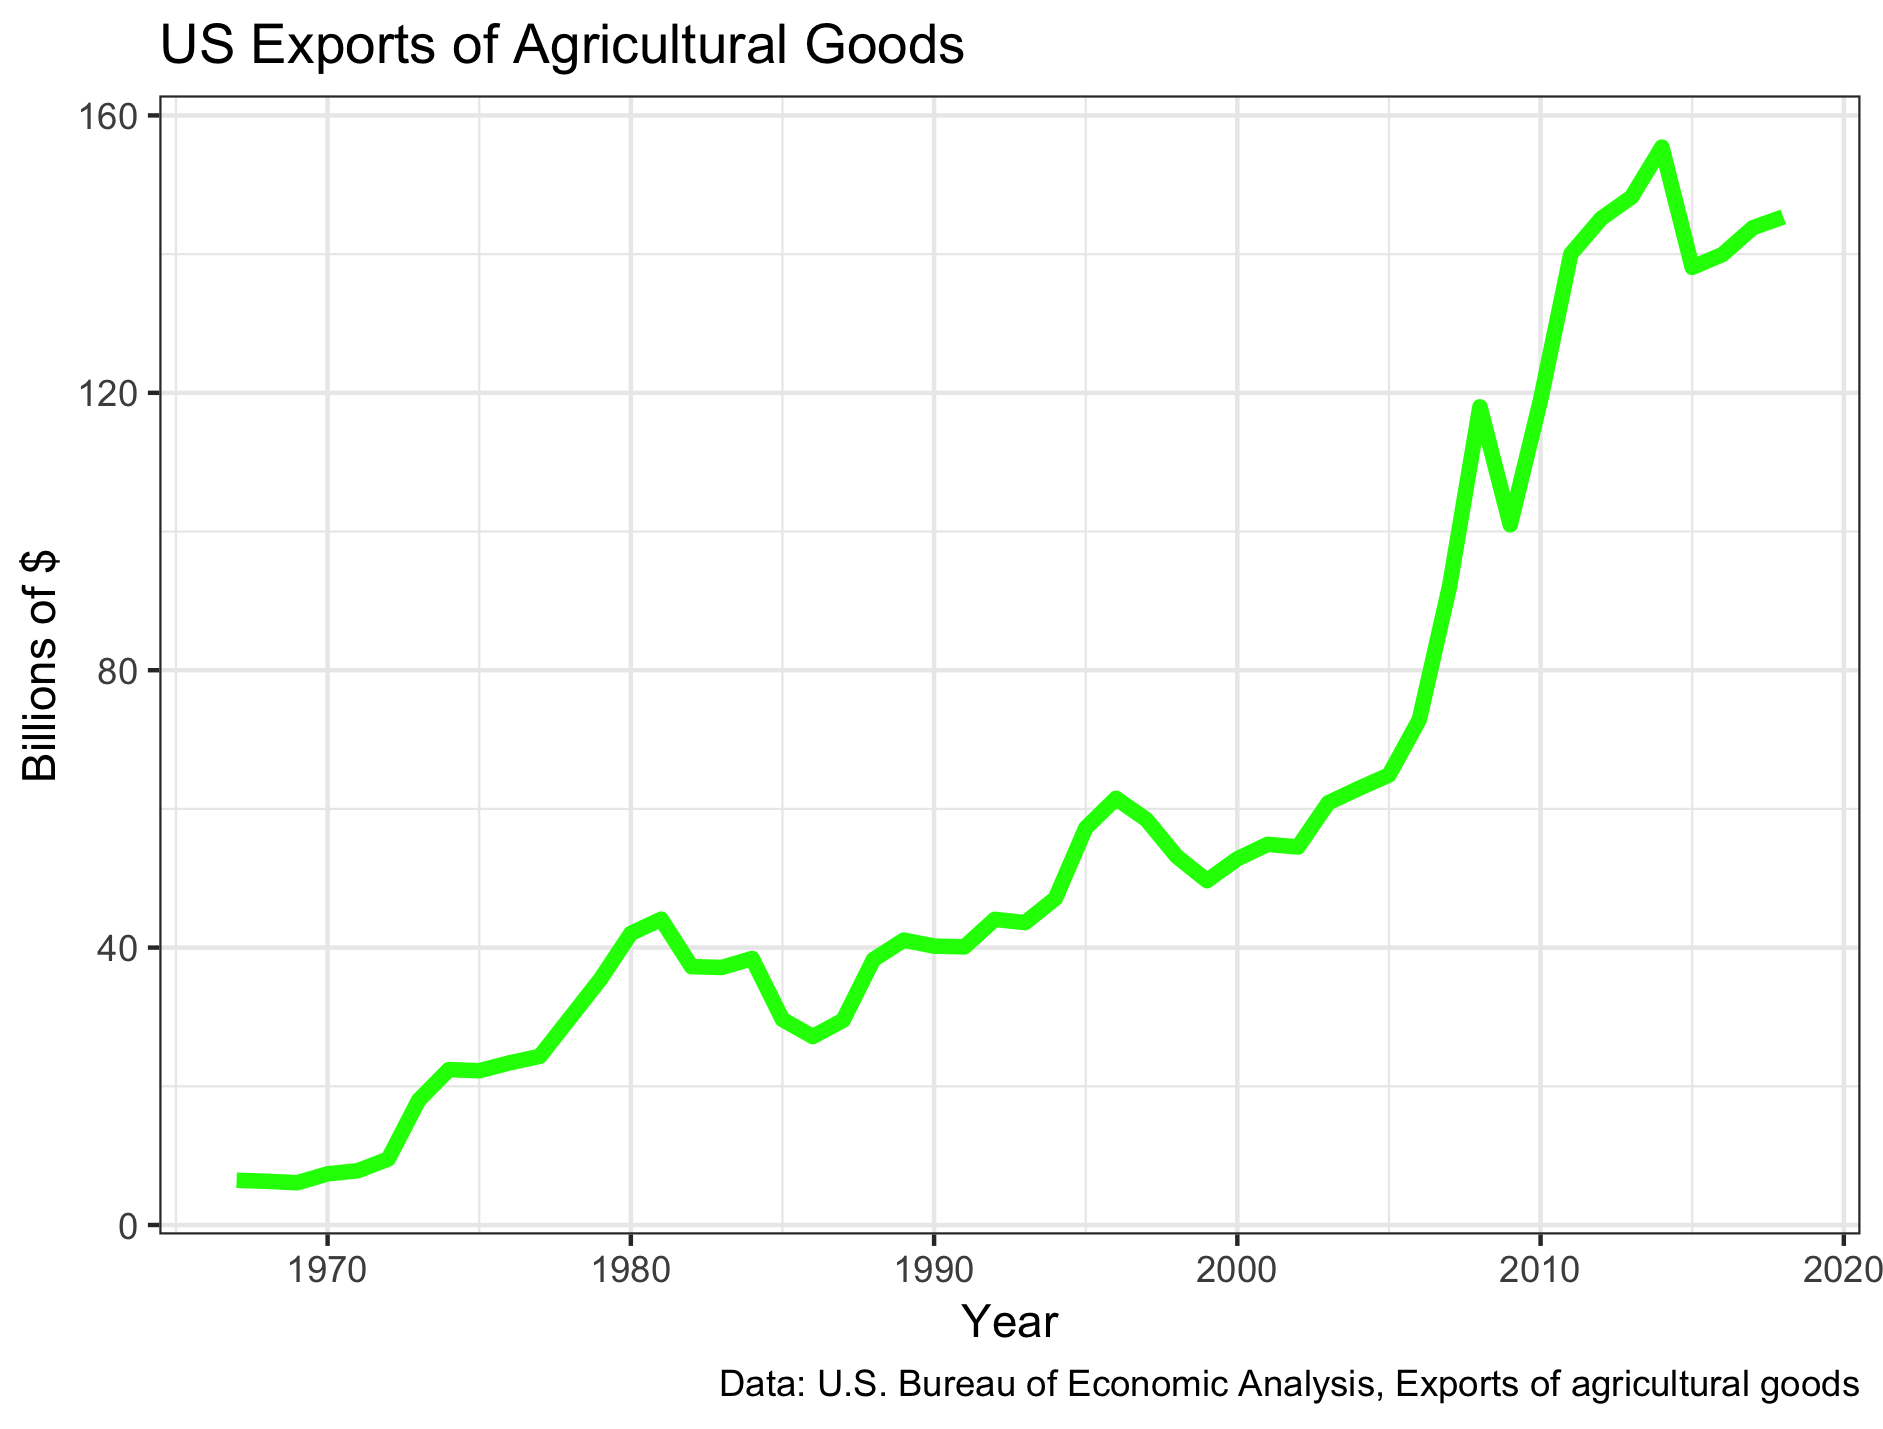 US Exports of Agricultural Goods
160
120
80
40
0
Billions of $
1970 1980 1990 2000 2010 2020
Year
Data: U.S. Bureau of Economic Analysis, Exports of agricultural goods